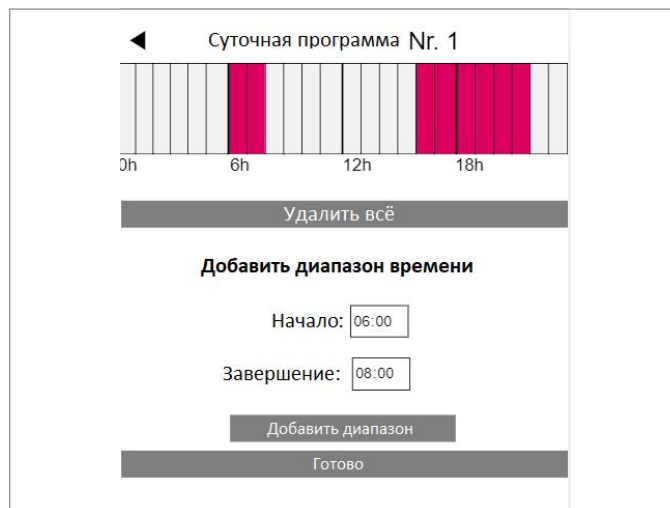 Суточная программа Nr. 1
0h 6h 12h 18h
Удалить всё
Добавить диапазон времени
Начало: 06:00
Завершение: 08:00
Добавить диапазон
Готово